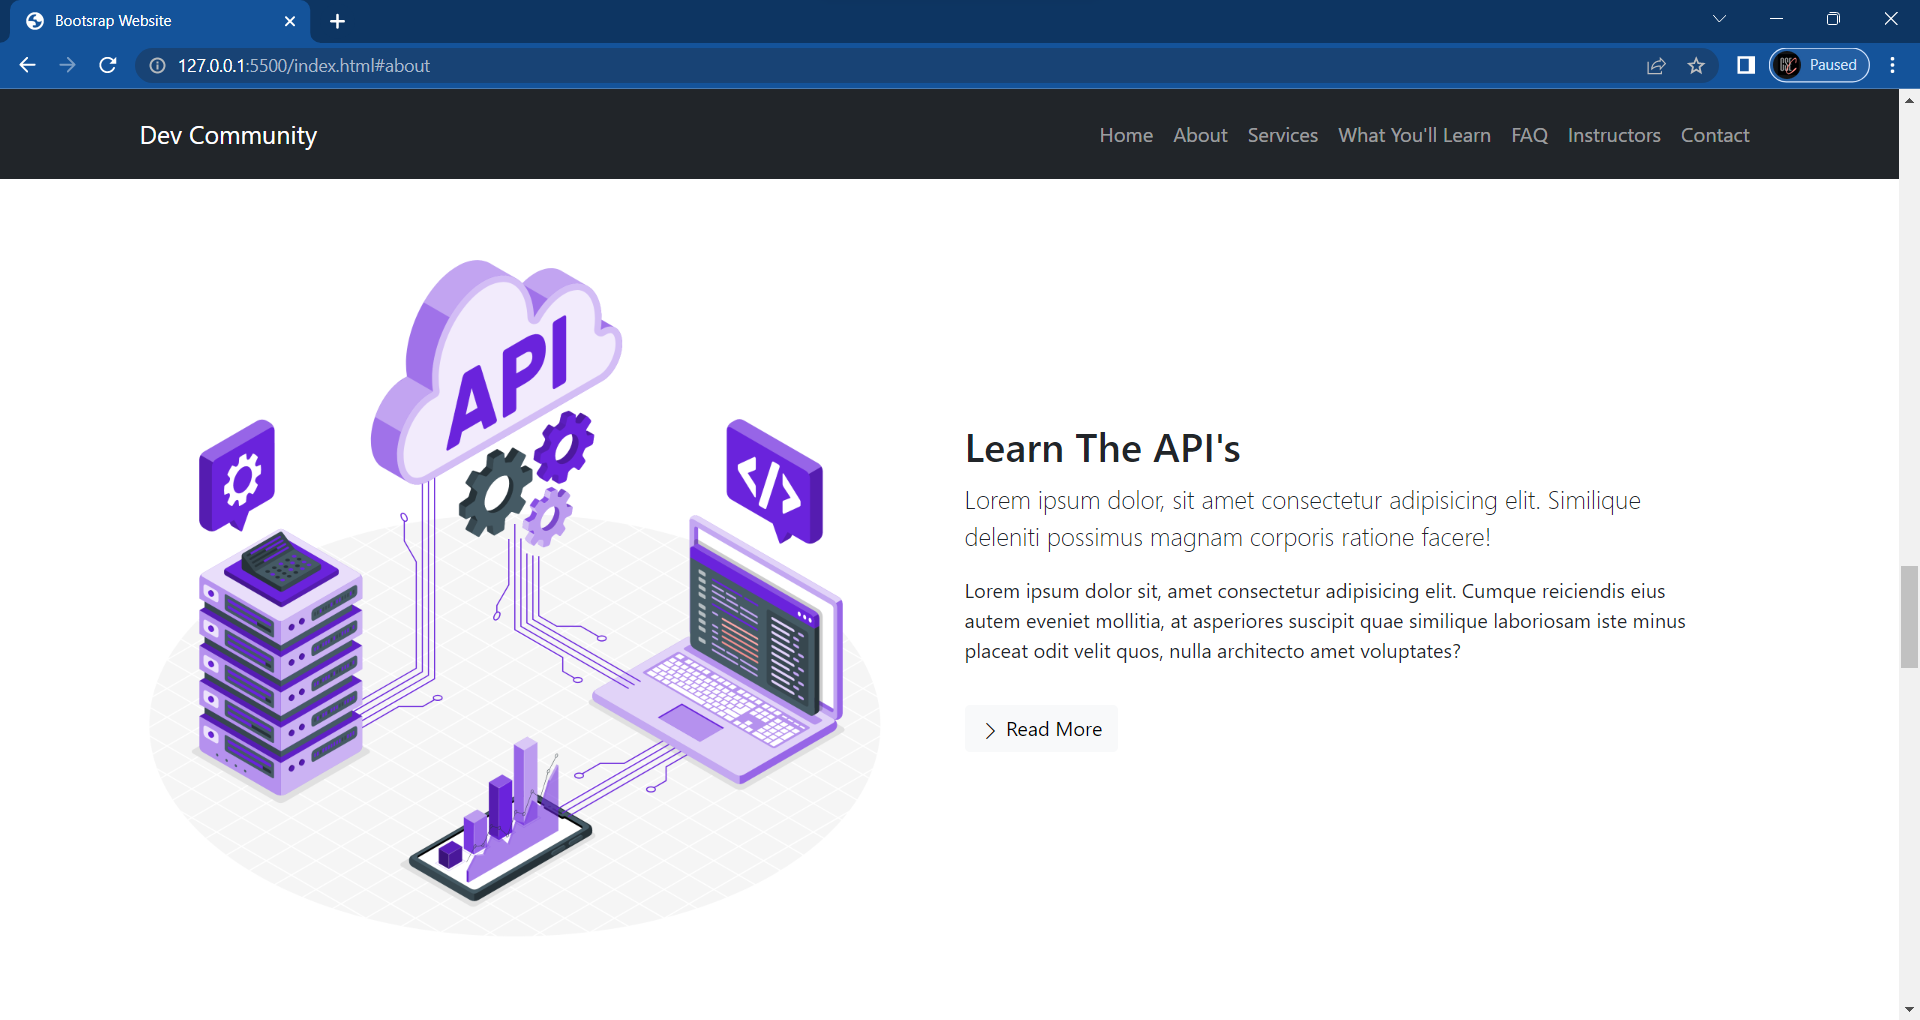 Bootsrap Website
127.0.0.1:5500/index.html#about
Paused
Dev Community
Home About Services What You'll Learn FAQ Instructors Contact
API
</>
Learn The API's
Lorem ipsum dolor, sit amet consectetur adipisicing elit. Similique
deleniti possimus magnam corporis ratione facere!
Lorem ipsum dolor sit, amet consectetur adipisicing elit. Cumque reiciendis eius
autem eveniet mollitia, at asperiores suscipit quae similique laboriosam iste minus
placeat odit velit quos, nulla architecto amet voluptates?
Read More